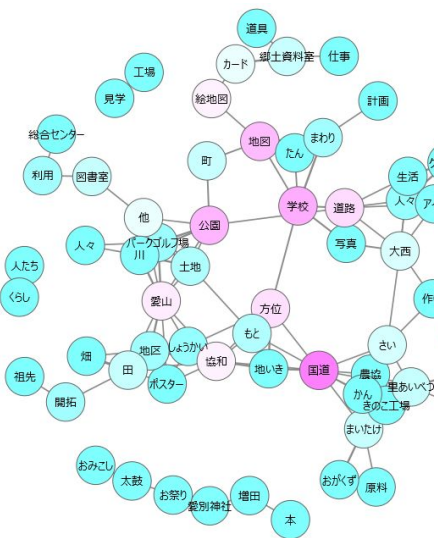 道具
郷土資料室
仕事
カード
工場
見学
絵地図
計画
総合センター
地図
まわり
たん
町
利用
図書室
生活
人々
学校
道路
他
公園
写真
大西
人々
パークゴルフ場
川
土地
人たち
くらし
愛山
方位
作
もと
さい
しょうかい
地区
畑
協和
田
地いき
国道
農協
ポスター
かん
里あいべつ
きのこ工場
祖先
開拓
まいたけ
おみこし
太鼓
おがくず
原料
お祭り
愛別神社
増田
本